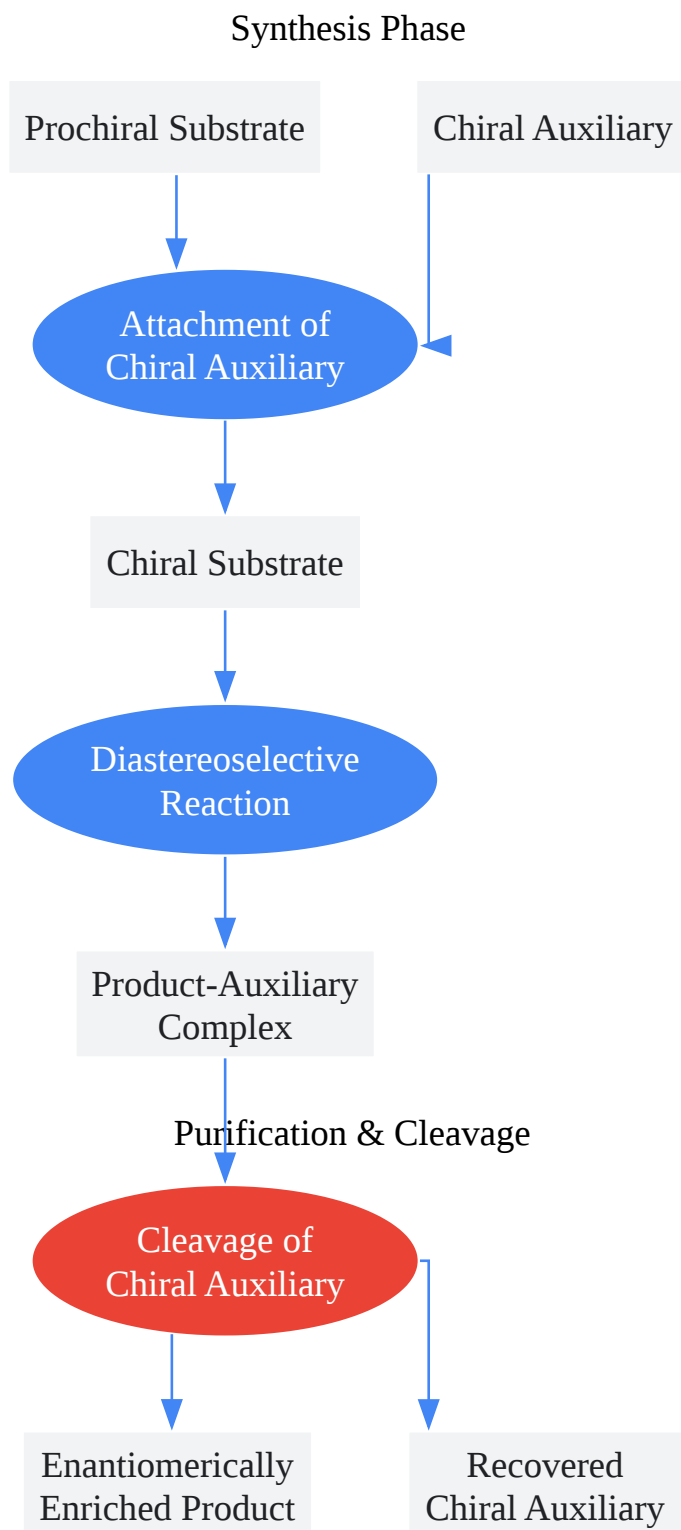 Synthesis Phase
Prochiral Substrate
Chiral Auxiliary
Attachment of
Chiral Auxiliary
Chiral Substrate
Diastereoselective
Reaction
Product-Auxiliary
Complex
Purification & Cleavage
Cleavage of
Chiral Auxiliary
Enantiomerically
Enriched Product
Recovered
Chiral Auxiliary